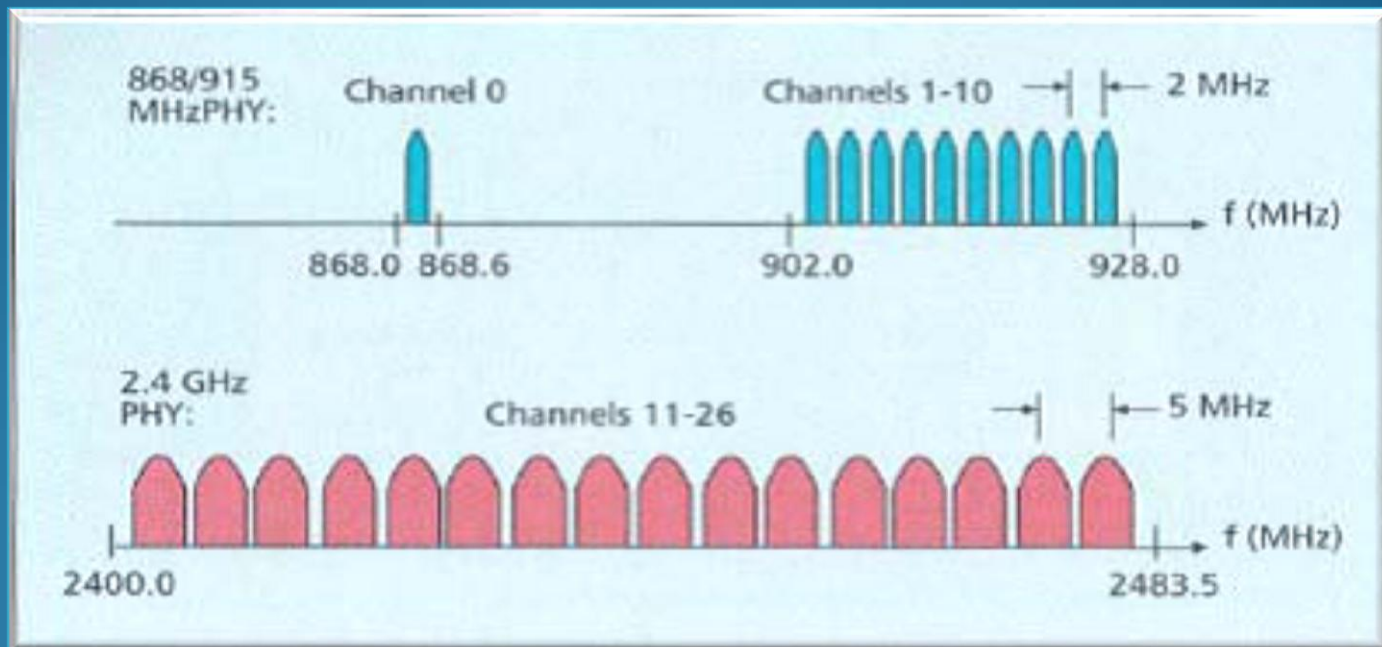 868/915
MHzPHY:
Channel 0
Channels 1-10
2 MHz
f (MHz)
868.0
868.6
902.0
928.0
2.4 GHz
PHY:
Channels 11-26
5 MHz
f (MHz)
2400.0
2483.5